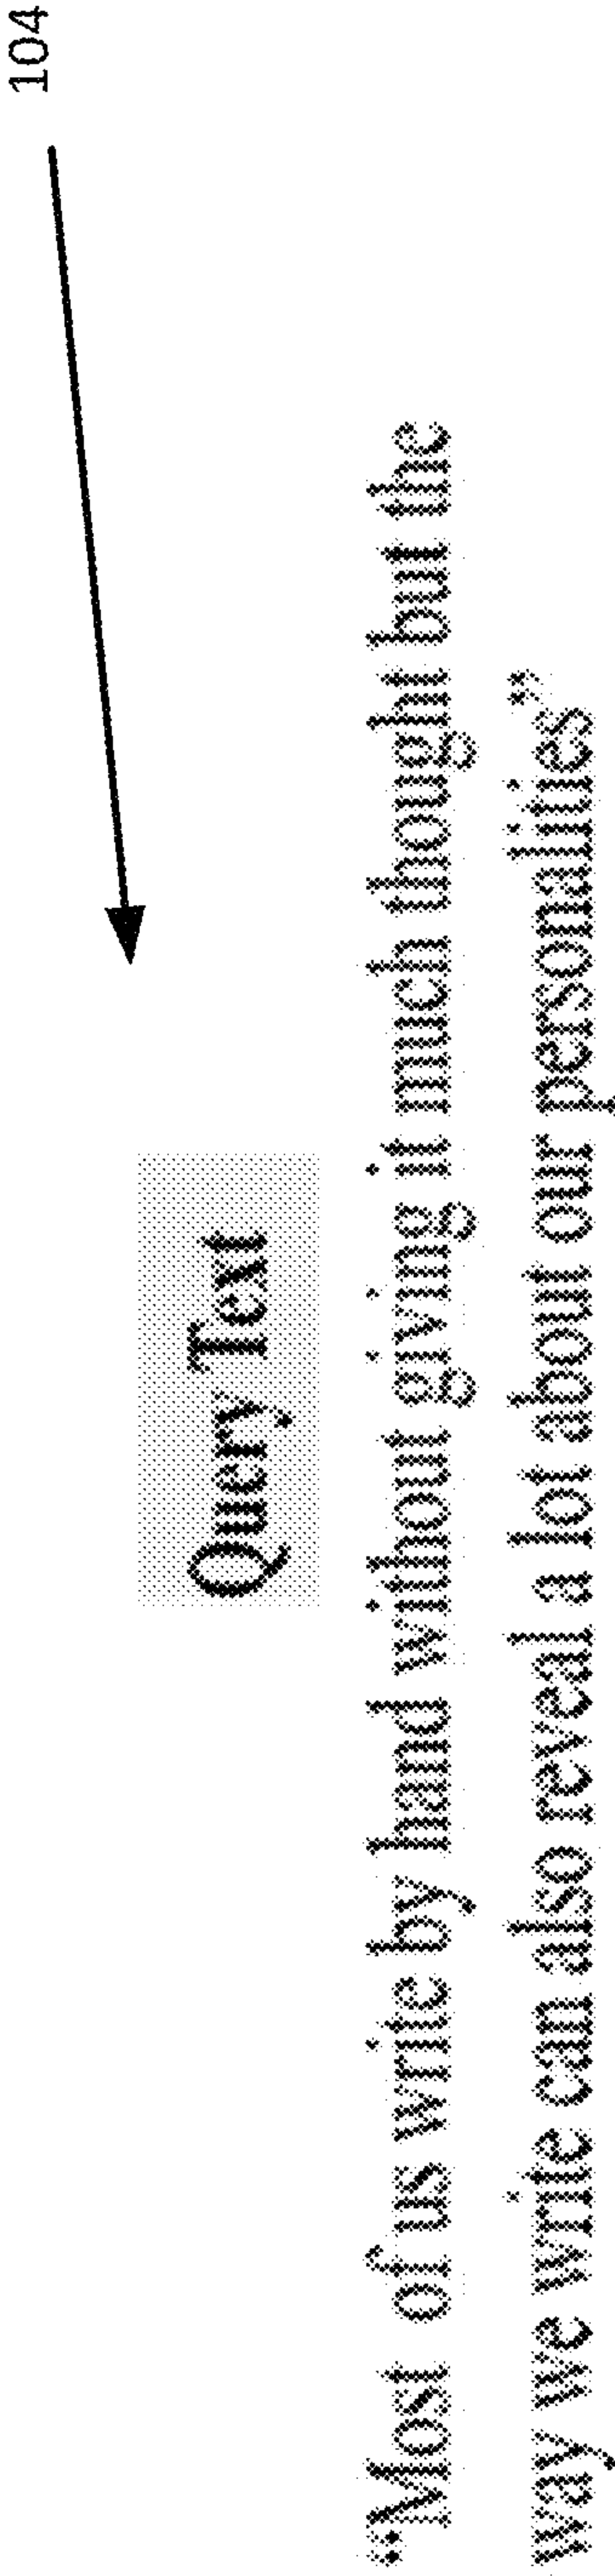 104
Query Text
“Most of us write by hand without giving it much thought but the
way we write can also reveal a lot about our personalities”